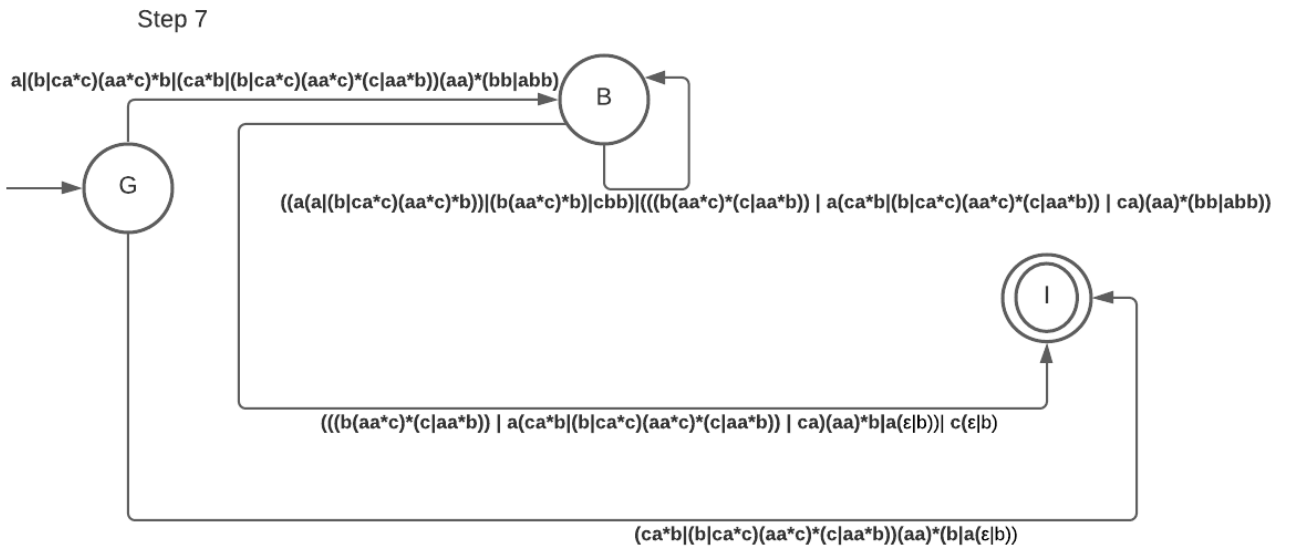 Step 7
a|(b|ca*c)(aa*c)*b|(ca*b|(b|ca*c)(aa*c)*(c|aa*b))(aa)*(bb|abb)
B
G
((a(a|(b|ca*c)(aa*c)*b))|(b(aa*c)*b)|cbb)|(((b(aa*c)*(c|aa*b)) | a(ca*b|(b|ca*c)(aa*c)*(c|aa*b)) | ca)(aa)*(bb|abb))
I
(((b(aa*c)*(c|aa*b)) | a(ca*b|(b|ca*c)(aa*c)*(c|aa*b)) | ca)(aa)*b|a(ε|b))| c(ε|b)
(ca*b|(b|ca*c)(aa*c)*(c|aa*b))(aa)*(b|a(ε|b))